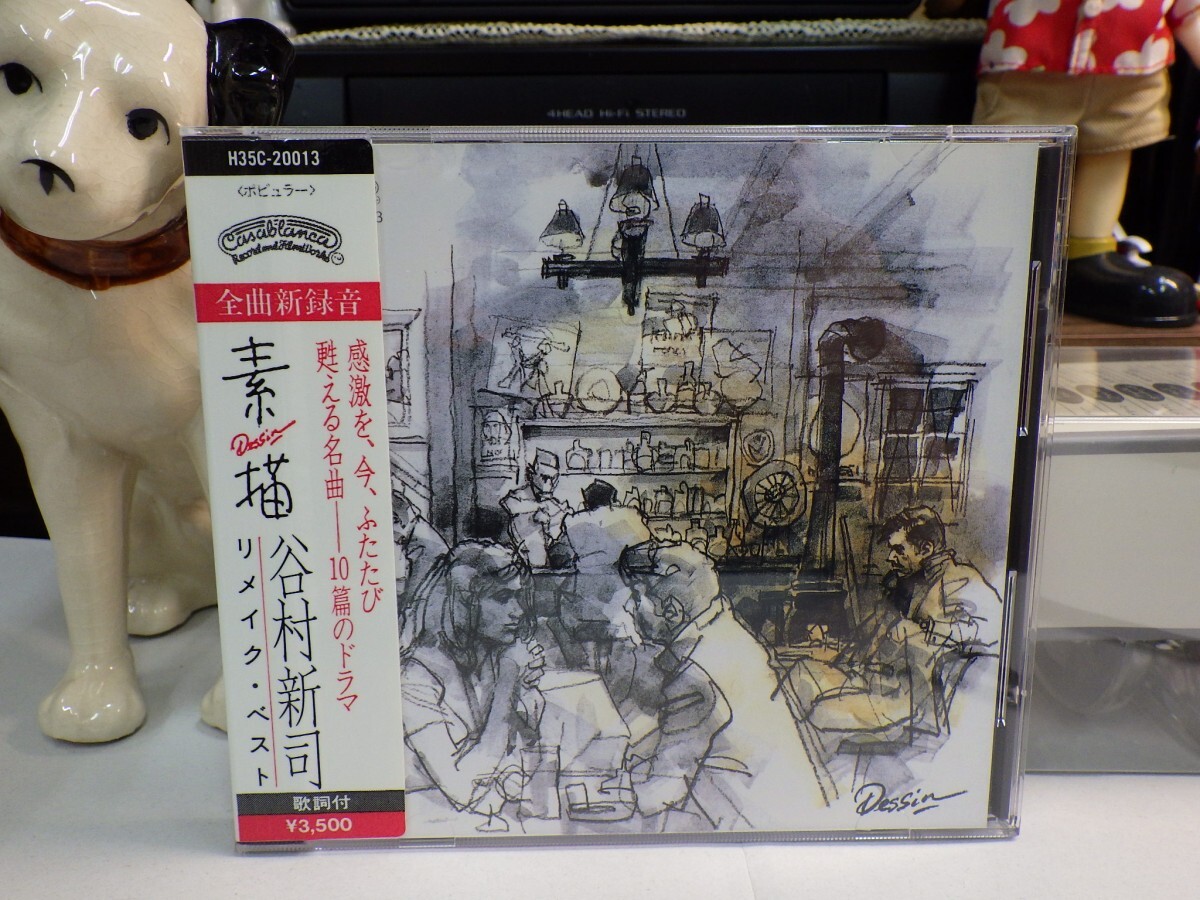 4HEAD Hi-Fi STEREO
H35C-20013
<ポピュラー>
Casablanca
Record and FilmWorks
全曲新録音
感激を、今、ふたたび
甦える名曲——10篇のドラマ
素描
Dessin
谷村新司
リメイク・ベスト
歌詞付
¥3,500
Dessin